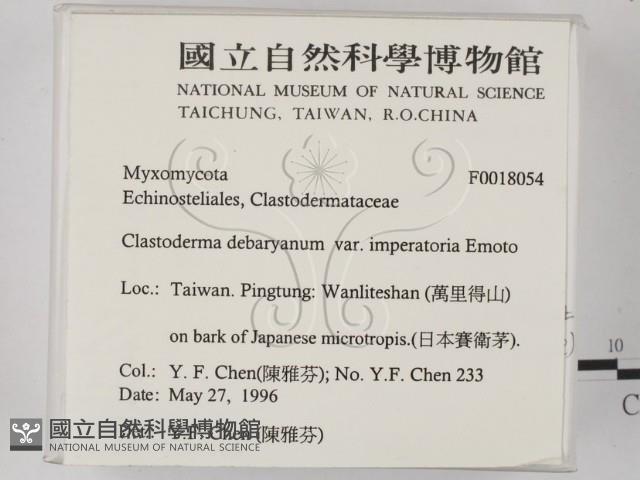 國立自然科學博物館
NATIONAL MUSEUM OF NATURAL SCIENCE
TAICHUNG, TAIWAN, R.O.CHINA
Myxomycota F0018054
Echinosteliales, Clastodermataceae
Clastoderma debaryanum var. imperatoria Emoto
Loc.: Taiwan. Pingtung: Wanliteshan (萬里得山)
on bark of Japanese microtropis.(日本賽衛茅).
Col.: Y. F. Chen(陳雅芬); No. Y.F. Chen 233
Date: May 27, 1996
Y.F. Chen (陳雅芬)
國立自然科學博物館
NATIONAL MUSEUM OF NATURAL SCIENCE
10
C